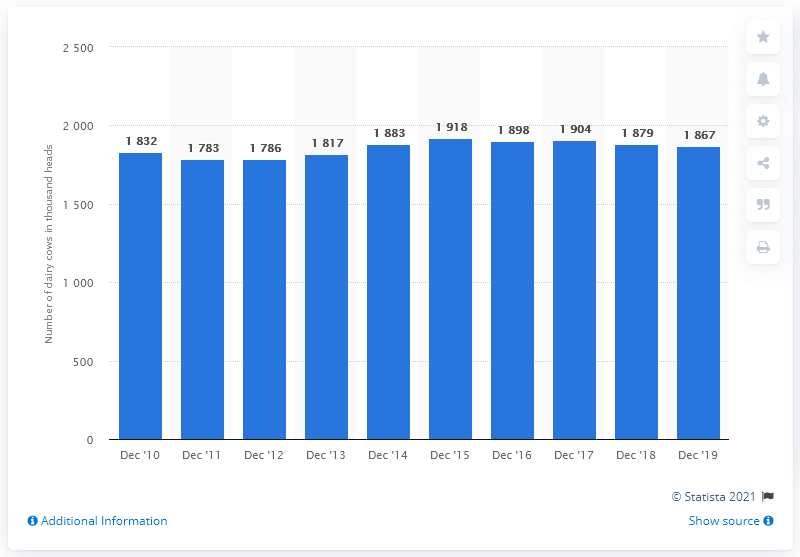 2 500
2 000
1 500
1 000
500
0
Number of dairy cows in thousand heads
1 832
1 783
1 786
1 817
1 883
1 918
1 898
1 904
1 879
1 867
Dec '10
Dec '11
Dec '12
Dec '13
Dec '14
Dec '15
Dec '16
Dec '17
Dec '18
Dec '19
© Statista 2021
Additional Information
Show source